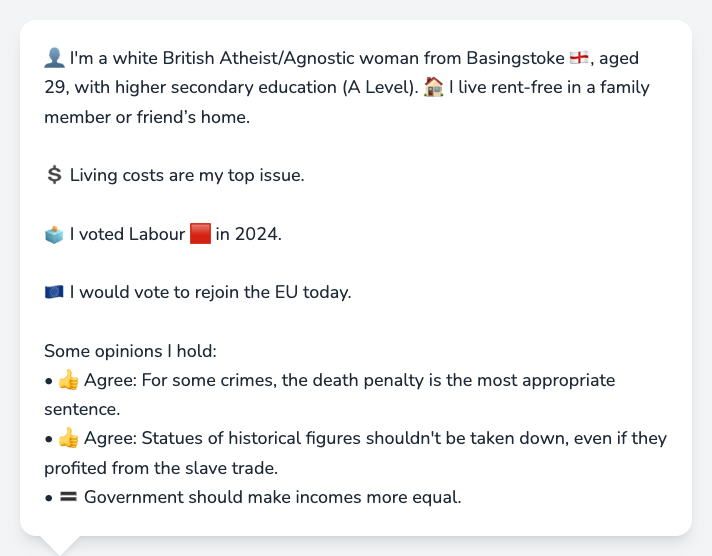 👤 I'm a white British Atheist/Agnostic woman from Basingstoke 🏴󠁧󠁢󠁥󠁮󠁧󠁿, aged
29, with higher secondary education (A Level). 🏠 I live rent-free in a family
member or friend’s home.
💲 Living costs are my top issue.
🗳️ I voted Labour 🟥 in 2024.
🇪🇺 I would vote to rejoin the EU today.
Some opinions I hold:
• 👍 Agree: For some crimes, the death penalty is the most appropriate
sentence.
• 👍 Agree: Statues of historical figures shouldn't be taken down, even if they
profited from the slave trade.
• 🟰 Government should make incomes more equal.